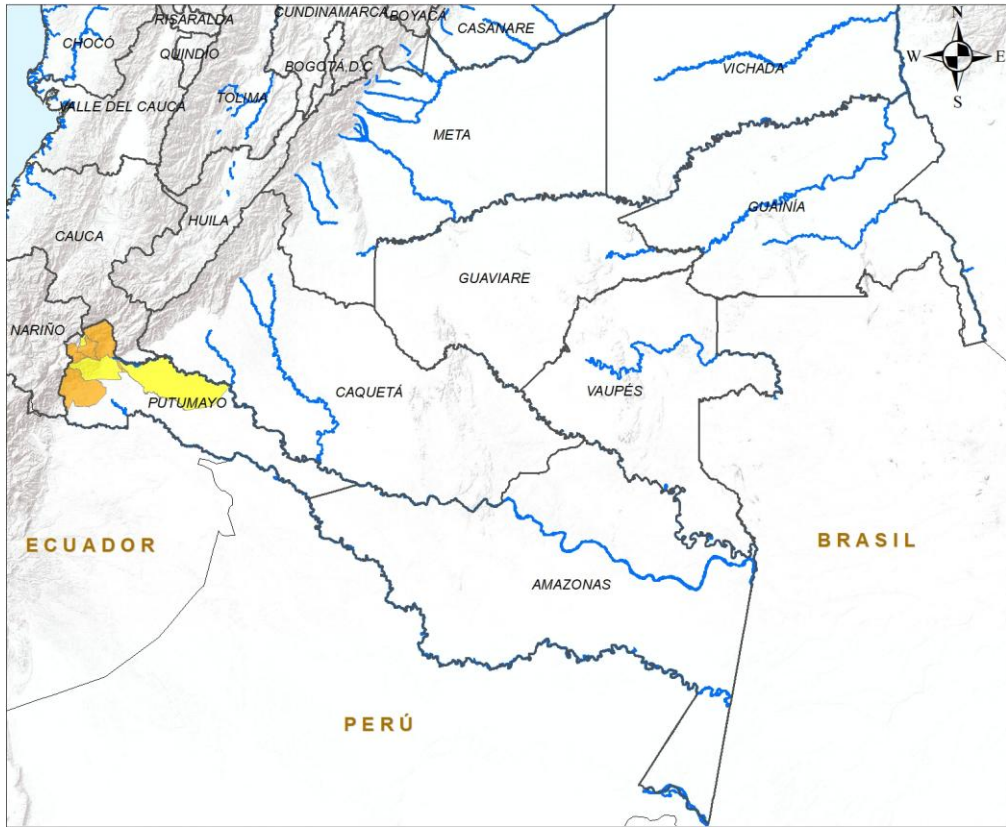 RISARALDA
CUNDINAMARCA
BOYACÁ
CASANARE
CHOCÓ
QUINDÍO
BOGOTÁ D.C
VICHADA
N
W E
S
VALLE DEL CAUCA
TOLIMA
META
HUILA
GUAINÍA
CAUCA
GUAVIARE
NARIÑO
CAQUETÁ
VAUPÉS
PUTUMAYO
ECUADOR
BRASIL
AMAZONAS
PERÚ